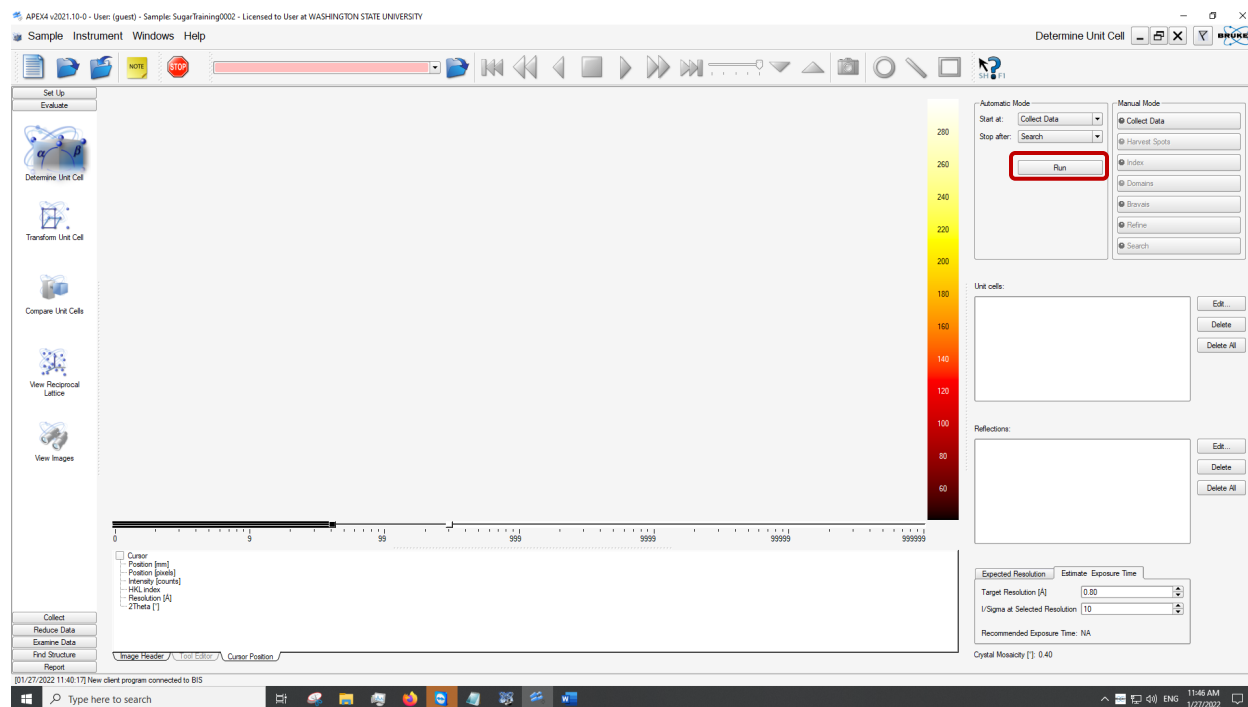 APEX4 v2021.10-0 - User: (guest) - Sample: SugarTraining0002 - Licensed to User at WASHINGTON STATE UNIVERSITY
Sample Instrument Windows Help
Determine Unit Cell
BRUKER
NOTE
STOP
SH F1
Set Up
Evaluate
Determine Unit Cell
Transform Unit Cell
Compare Unit Cells
View Reciprocal
Lattice
View Images
Collect
Reduce Data
Examine Data
Find Structure
Report
280
260
240
220
200
180
160
140
120
100
80
60
0 9 99 999 9999 99999 999999
Cursor
Position [mm]
Position [pixels]
Intensity [counts]
HKL index
Resolution [Å]
2Theta [°]
Image Header
Tool Editor
Cursor Position
Automatic Mode
Start at: Collect Data
Stop after: Search
Run
Manual Mode
Collect Data
Harvest Spots
Index
Domains
Bravais
Refine
Search
Unit cells:
Edit...
Delete
Delete All
Reflections:
Edit...
Delete
Delete All
Expected Resolution
Estimate Exposure Time
Target Resolution [Å] 0.80
I/Sigma at Selected Resolution 10
Recommended Exposure Time: NA
Crystal Mosaicity [°]: 0.40
[01/27/2022 11:40:17] New client program connected to BIS
Type here to search
ENG
11:46 AM
1/27/2022